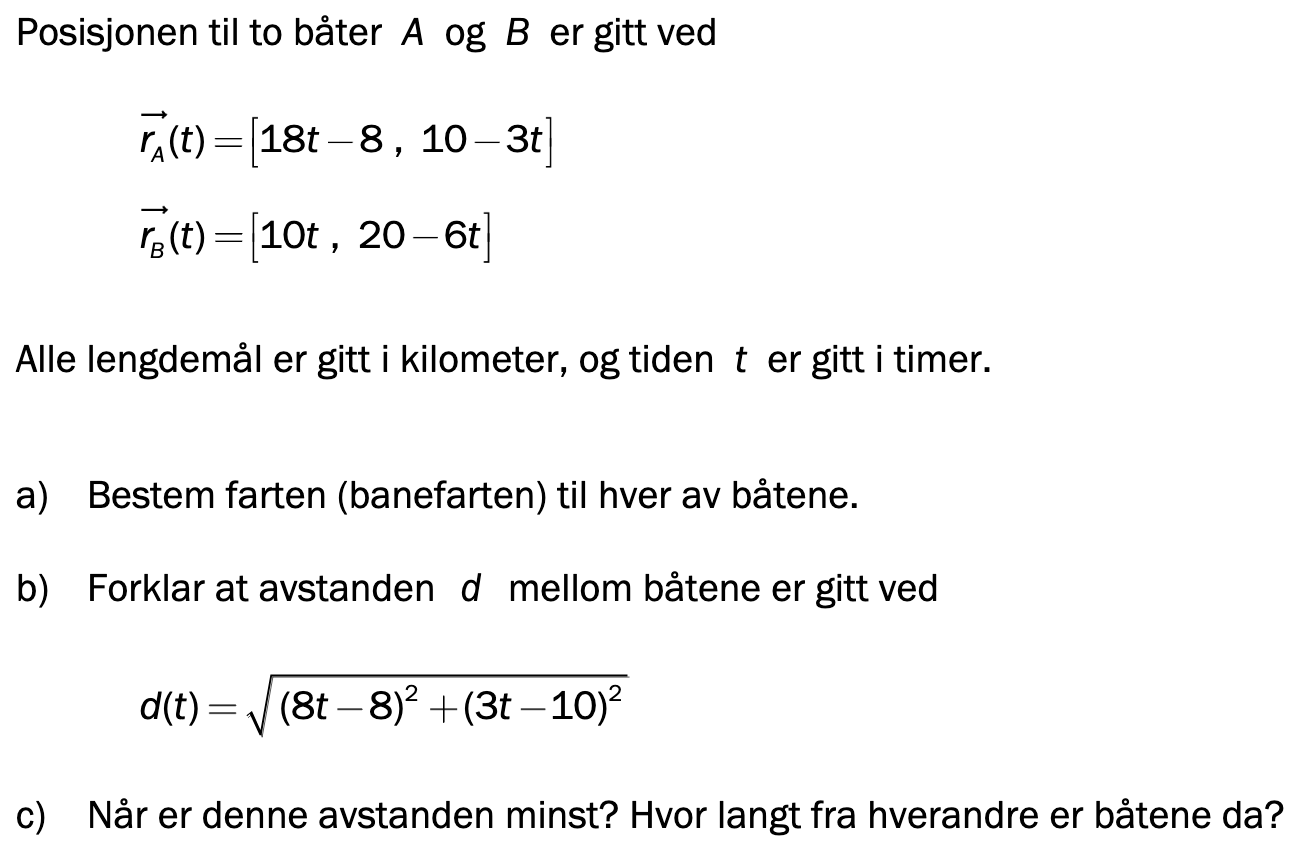 Posisjonen til to båter A og B er gitt ved
$\vec{r_A}(t) = [18t - 8 , 10 - 3t]$
$\vec{r_B}(t) = [10t , 20 - 6t]$
Alle lengdemål er gitt i kilometer, og tiden t er gitt i timer.
a) Bestem farten (banefarten) til hver av båtene.
b) Forklar at avstanden d mellom båtene er gitt ved
$d(t) = \sqrt{(8t - 8)^2 + (3t - 10)^2}$
c) Når er denne avstanden minst? Hvor langt fra hverandre er båtene da?